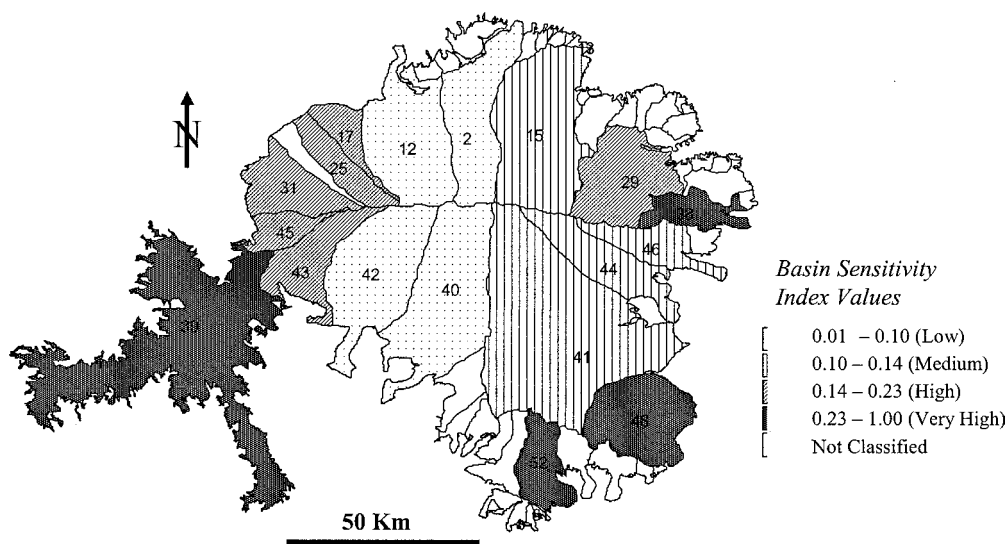 N
17
12
2
15
25
29
31
38
45
46
43
42
44
40
39
41
48
52
50 Km
Basin Sensitivity
Index Values
0.01 – 0.10 (Low)
0.10 – 0.14 (Medium)
0.14 – 0.23 (High)
0.23 – 1.00 (Very High)
Not Classified